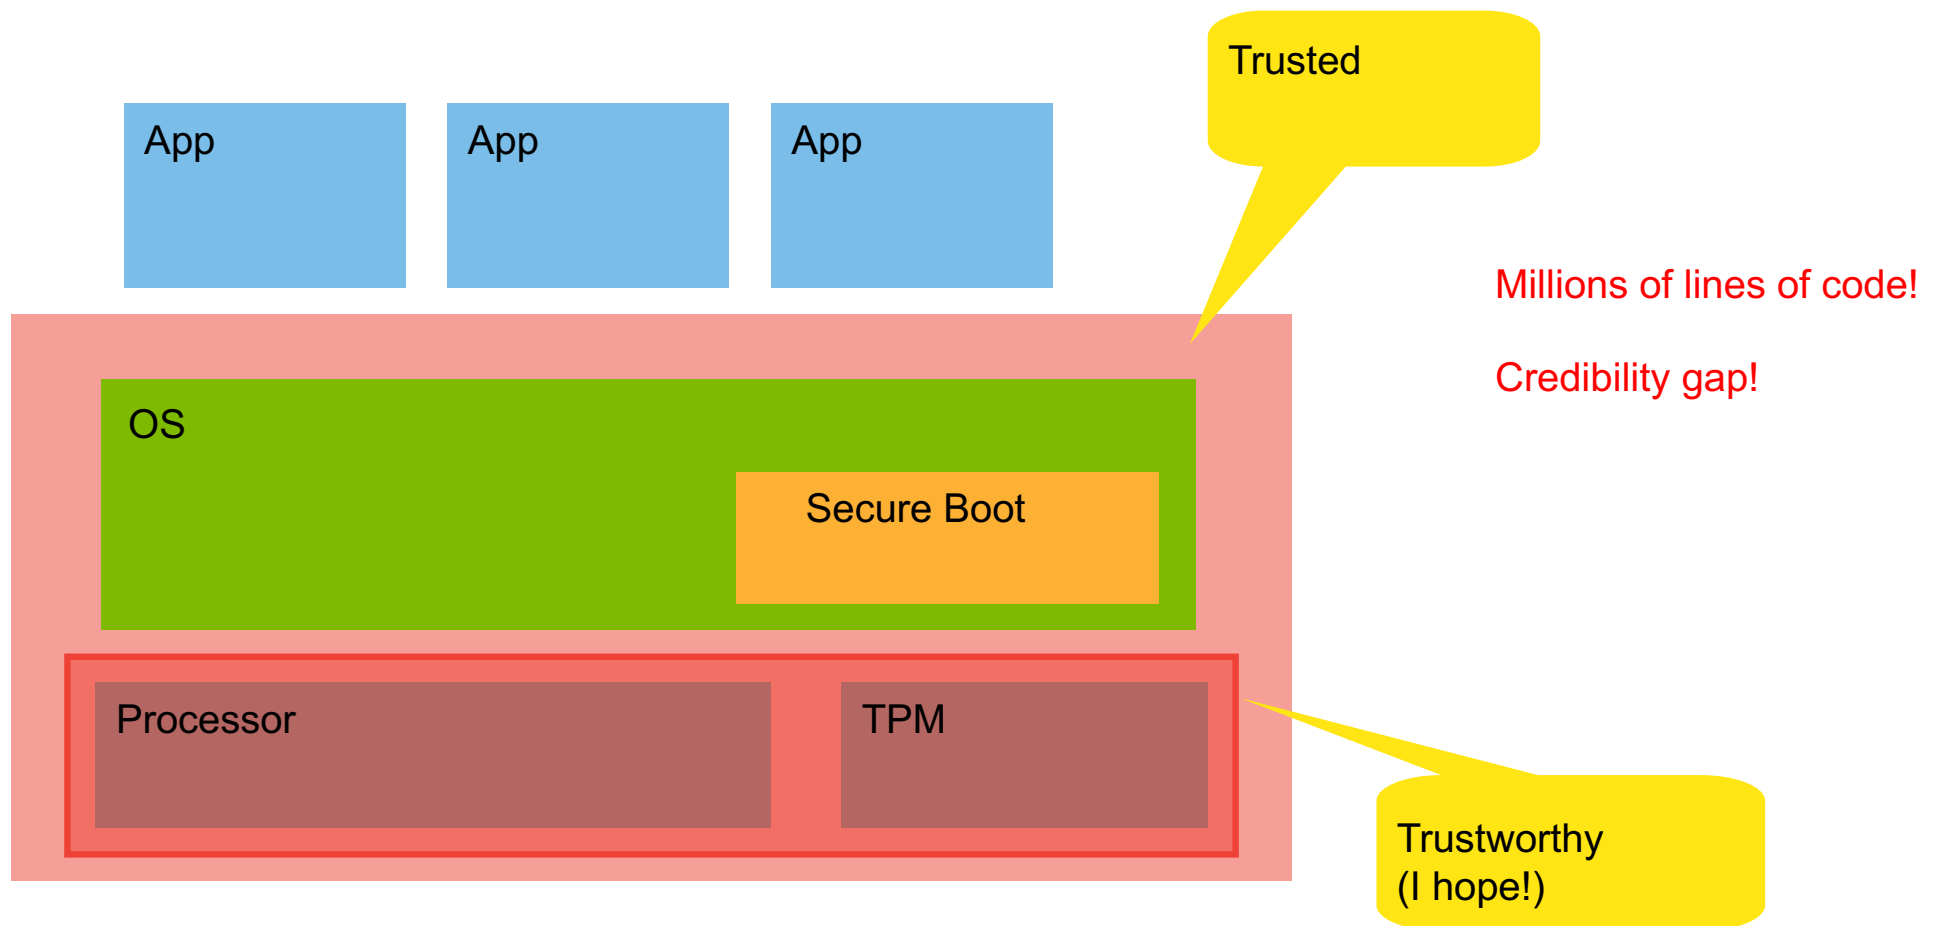 Trusted
App
App
App
Millions of lines of code!
Credibility gap!
OS
Secure Boot
Processor
TPM
Trustworthy
(I hope!)